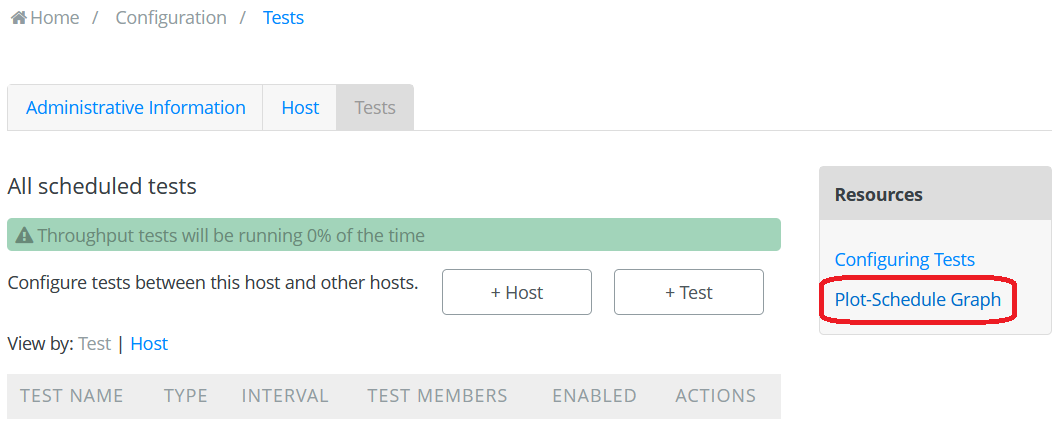 Home / Configuration / Tests
Administrative Information Host Tests
All scheduled tests
Throughput tests will be running 0% of the time
Configure tests between this host and other hosts. + Host + Test
View by: Test | Host
TEST NAME TYPE INTERVAL TEST MEMBERS ENABLED ACTIONS
Resources
Configuring Tests
Plot-Schedule Graph